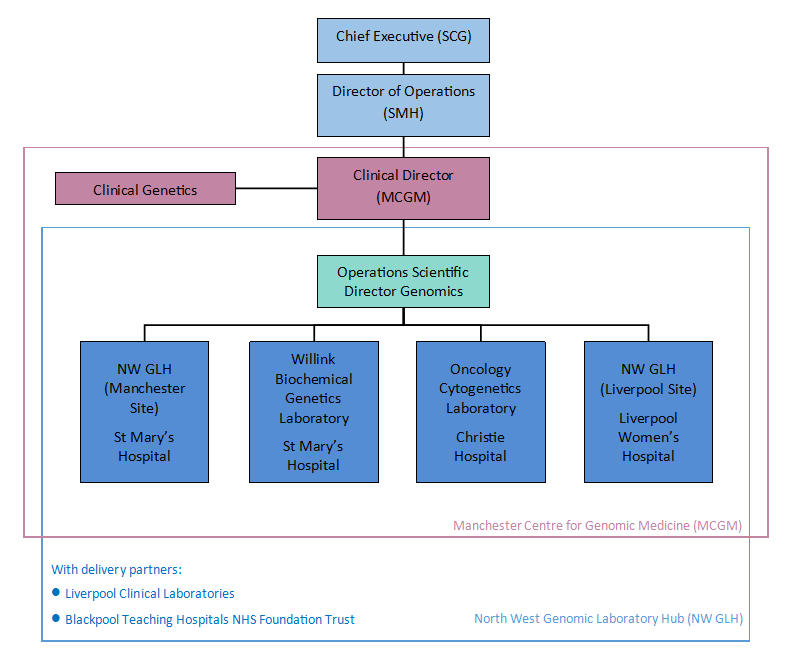 Chief Executive (SCG)
Director of Operations
(SMH)
Clinical Director
(MCGM)
Clinical Genetics
Operations Scientific
Director Genomics
NW GLH
(Manchester
Site)
St Mary’s
Hospital
Willink
Biochemical
Genetics
Laboratory
St Mary’s
Hospital
Oncology
Cytogenetics
Laboratory
Christie
Hospital
NW GLH
(Liverpool Site)
Liverpool
Women’s
Hospital
Manchester Centre for Genomic Medicine (MCGM)
With delivery partners:
● Liverpool Clinical Laboratories
● Blackpool Teaching Hospitals NHS Foundation Trust
North West Genomic Laboratory Hub (NW GLH)